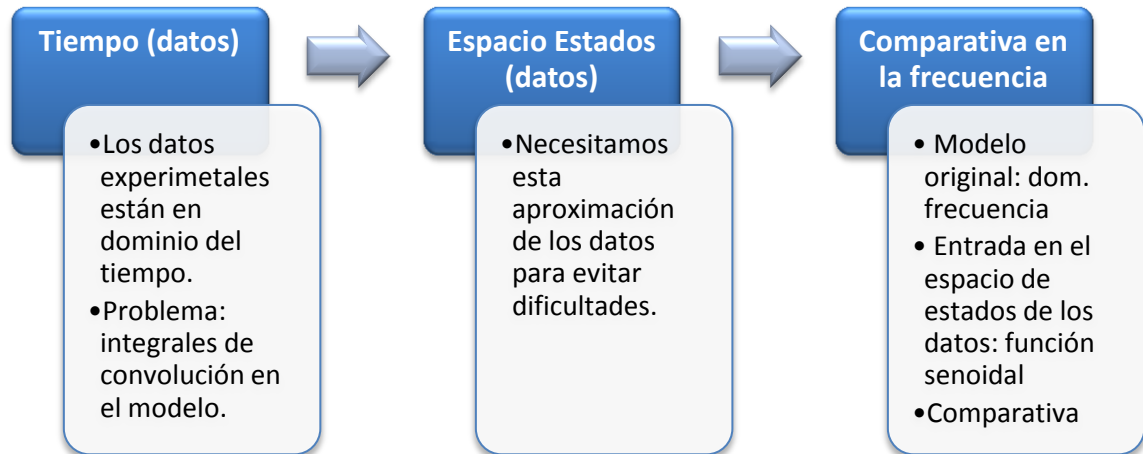 Tiempo (datos)
•Los datos
experimetales
están en
dominio del
tiempo.
•Problema:
integrales de
convolución en
el modelo.
Espacio Estados
(datos)
•Necesitamos
esta
aproximación
de los datos
para evitar
dificultades.
Comparativa en
la frecuencia
• Modelo
original: dom.
frecuencia
• Entrada en el
espacio de
estados de los
datos: función
senoidal
•Comparativa